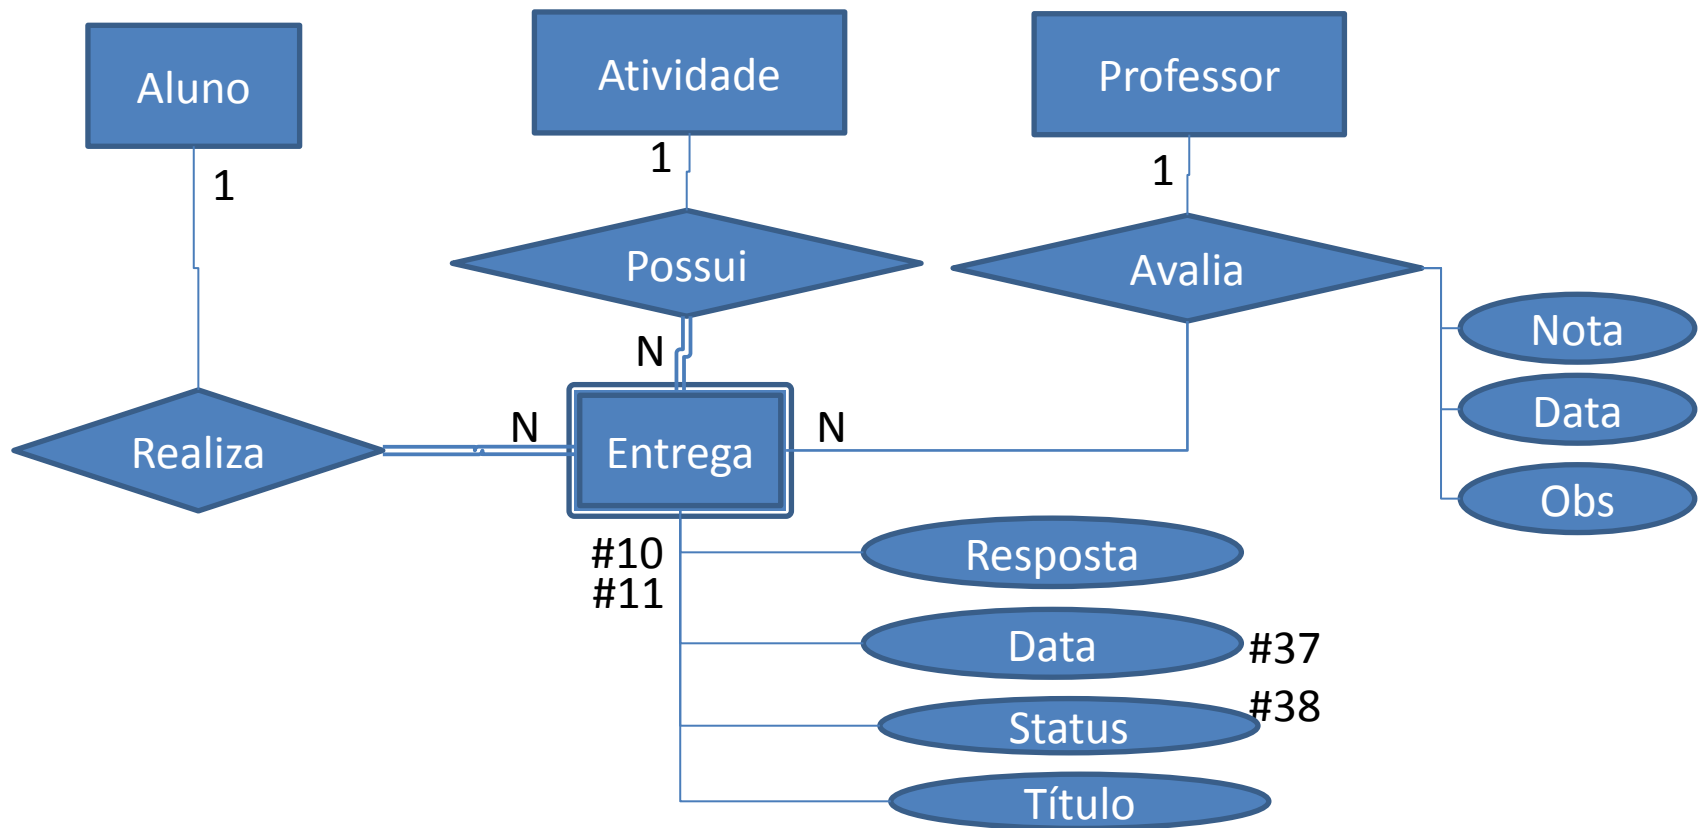 Aluno
Atividade
Professor
1
1
1
Possui
Avalia
Nota
N
Data
Realiza
N
Entrega
N
Obs
#10
#11
Resposta
Data
#37
Status
#38
Título